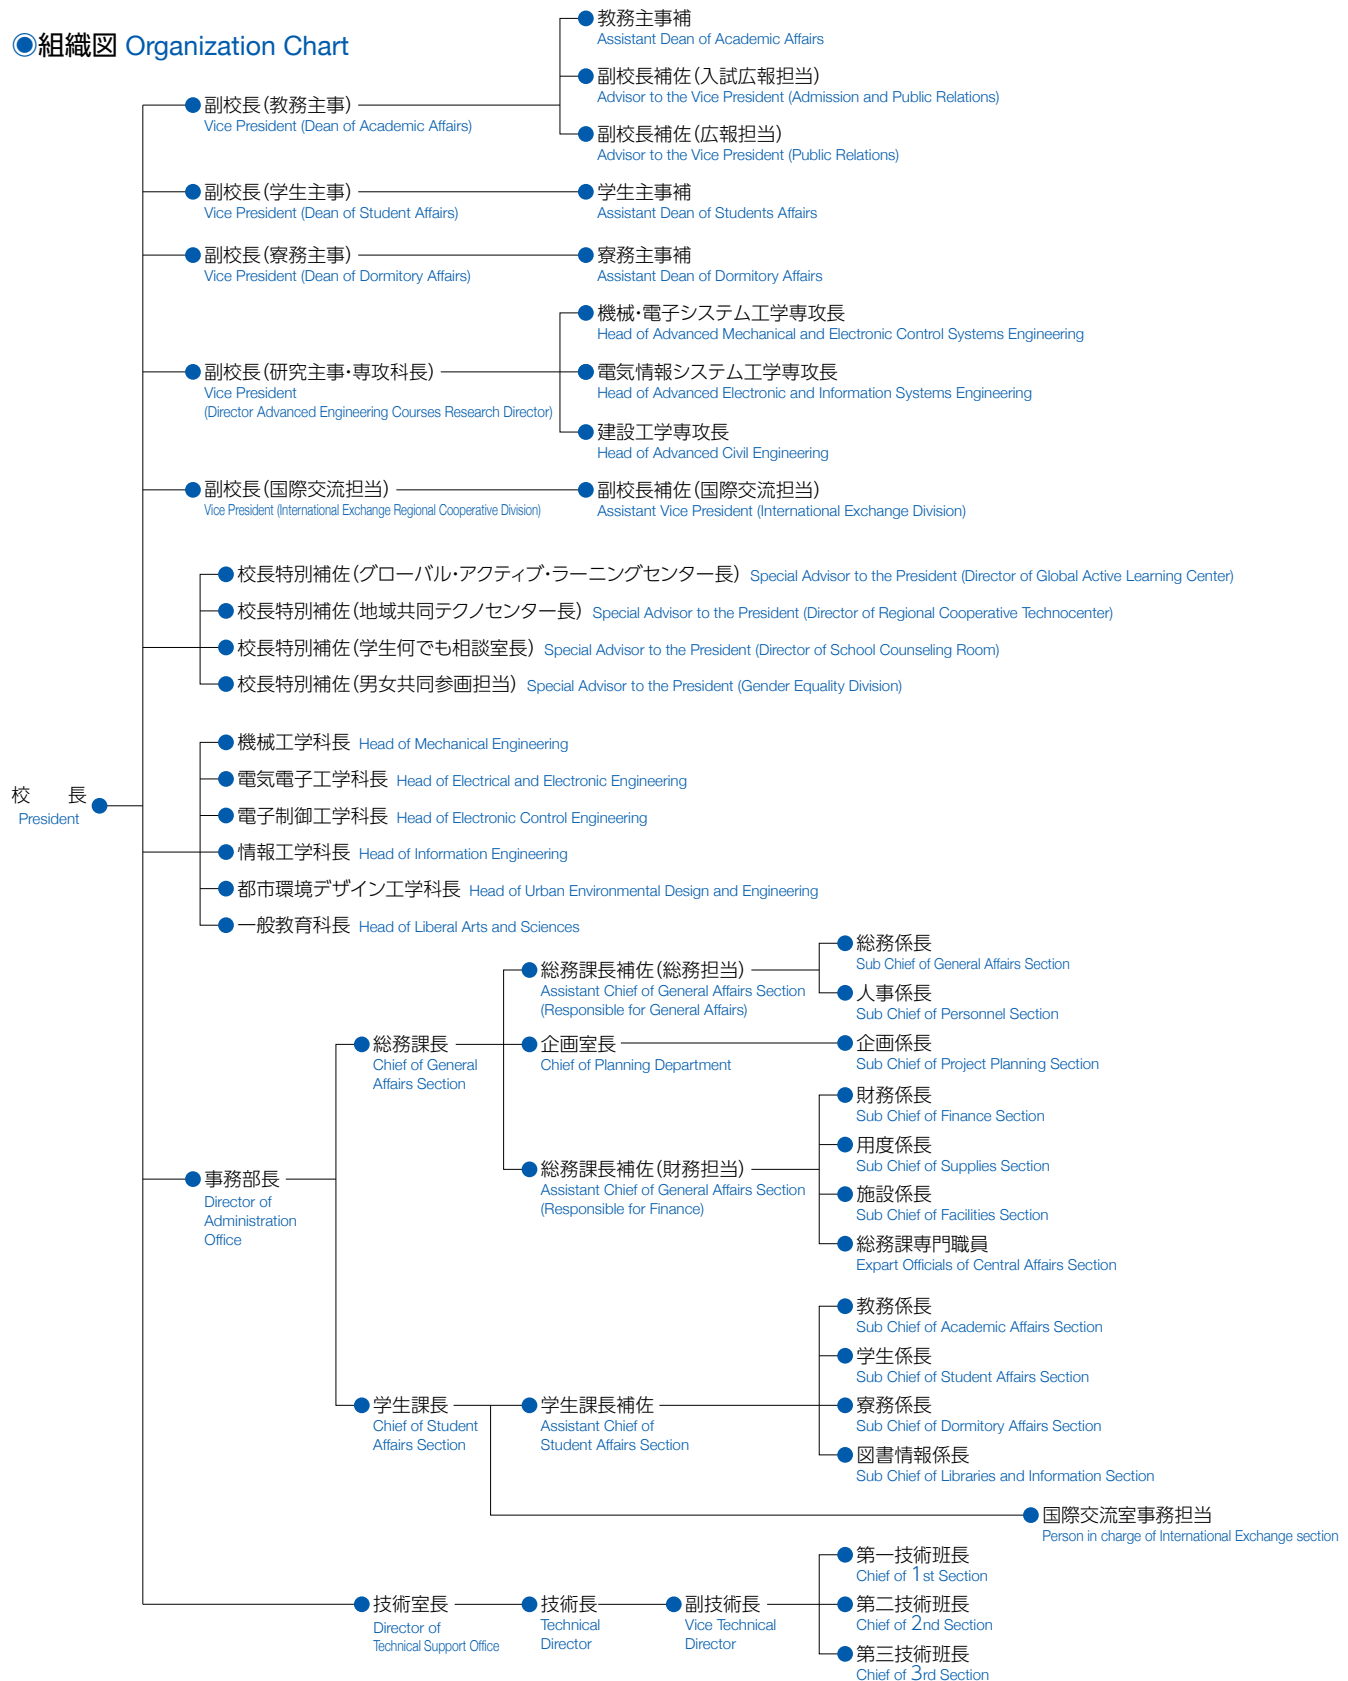 ◉組織図 Organization Chart
教務主事補
Assistant Dean of Academic Affairs
副校長補佐(入試広報担当)
Advisor to the Vice President (Admission and Public Relations)
副校長(教務主事)
Vice President (Dean of Academic Affairs)
副校長補佐(広報担当)
Advisor to the Vice President (Public Relations)
副校長(学生主事)
Vice President (Dean of Student Affairs)
学生主事補
Assistant Dean of Students Affairs
副校長(寮務主事)
Vice President (Dean of Dormitory Affairs)
寮務主事補
Assistant Dean of Dormitory Affairs
機械・電子システム工学専攻長
Head of Advanced Mechanical and Electronic Control Systems Engineering
副校長(研究主事・専攻科長)
Vice President
(Director Advanced Engineering Courses Research Director)
電気情報システム工学専攻長
Head of Advanced Electronic and Information Systems Engineering
建設工学専攻長
Head of Advanced Civil Engineering
副校長(国際交流担当)
Vice President (International Exchange Regional Cooperative Division)
副校長補佐(国際交流担当)
Assistant Vice President (International Exchange Division)
校長特別補佐(グローバル・アクティブ・ラーニングセンター長) Special Advisor to the President (Director of Global Active Learning Center)
校長特別補佐(地域共同テクノセンター長) Special Advisor to the President (Director of Regional Cooperative Technocenter)
校長特別補佐(学生何でも相談室長) Special Advisor to the President (Director of School Counseling Room)
校長特別補佐(男女共同参画担当) Special Advisor to the President (Gender Equality Division)
機械工学科長 Head of Mechanical Engineering
電気電子工学科長 Head of Electrical and Electronic Engineering
校　長
President
電子制御工学科長 Head of Electronic Control Engineering
情報工学科長 Head of Information Engineering
都市環境デザイン工学科長 Head of Urban Environmental Design and Engineering
一般教育科長 Head of Liberal Arts and Sciences
総務係長
Sub Chief of General Affairs Section
総務課長補佐(総務担当)
Assistant Chief of General Affairs Section
(Responsible for General Affairs)
人事係長
Sub Chief of Personnel Section
総務課長
Chief of General
Affairs Section
企画室長
Chief of Planning Department
企画係長
Sub Chief of Project Planning Section
財務係長
Sub Chief of Finance Section
用度係長
Sub Chief of Supplies Section
事務部長
Director of
Administration
Office
総務課長補佐(財務担当)
Assistant Chief of General Affairs Section
(Responsible for Finance)
施設係長
Sub Chief of Facilities Section
総務課専門職員
Expart Officials of Central Affairs Section
教務係長
Sub Chief of Academic Affairs Section
学生係長
Sub Chief of Student Affairs Section
学生課長
Chief of Student
Affairs Section
学生課長補佐
Assistant Chief of
Student Affairs Section
寮務係長
Sub Chief of Dormitory Affairs Section
図書情報係長
Sub Chief of Libraries and Information Section
国際交流室事務担当
Person in charge of International Exchange section
第一技術班長
Chief of 1st Section
技術室長
Director of
Technical Support Office
技術長
Technical
Director
副技術長
Vice Technical
Director
第二技術班長
Chief of 2nd Section
第三技術班長
Chief of 3rd Section